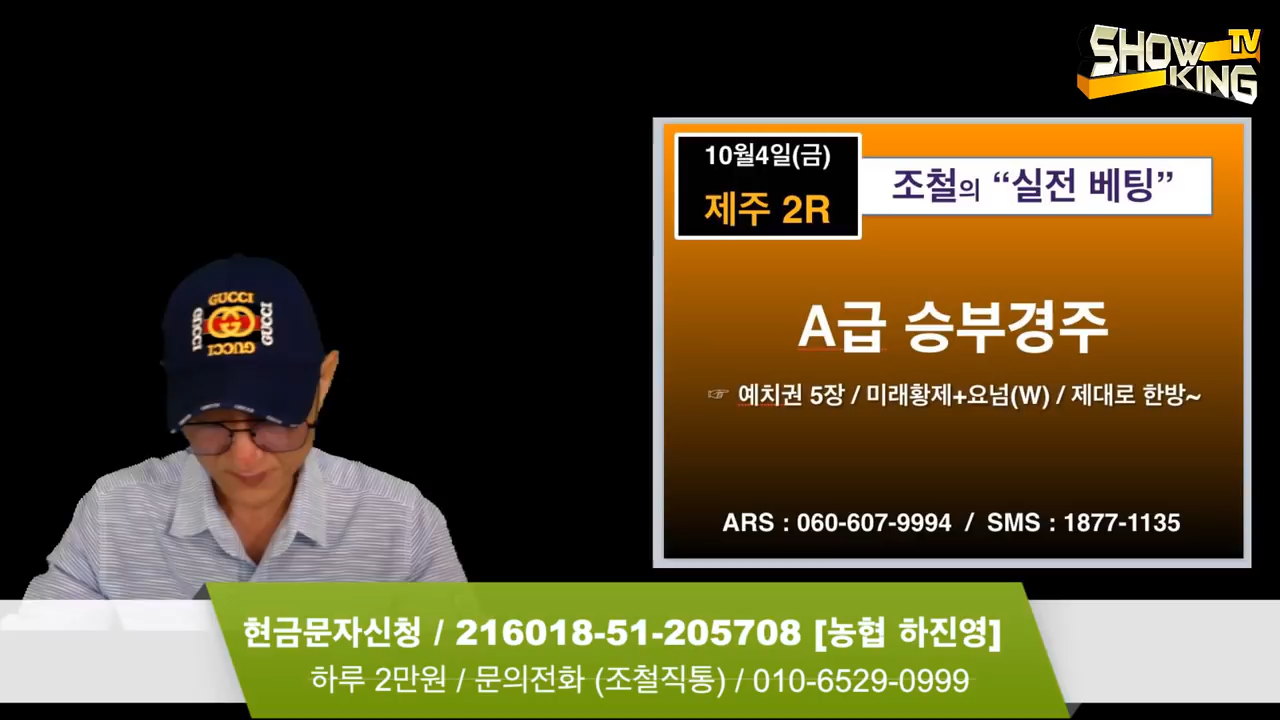 SHOW KING TV
10월4일(금)
제주 2R
조철의 “실전 베팅”
A급 승부경주
☞ 예치권 5장 / 미래황제+요넘(W) / 제대로 한방~
ARS : 060-607-9994 / SMS : 1877-1135
GUCCI
GUCCI
GUCCI
GUCCI
현금문자신청 / 216018-51-205708 [농협 하진영]
하루 2만원 / 문의전화 (조철직통) / 010-6529-0999